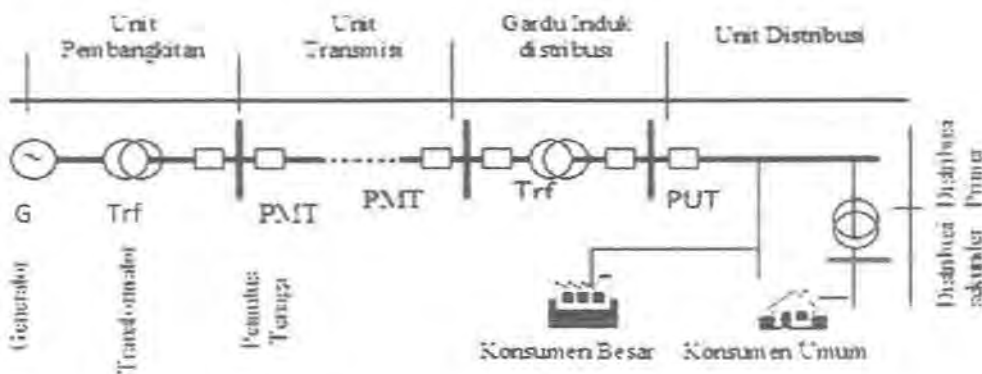 Unit
Pembangkitan
Unit
Transmisi
Gardu Induk
distribusi
Unit Distribusi
~
G
Trf
PMT
PMT
Trf
PUT
Generator
Transformator
Pemutus
Tenaga
Konsumen Besar
Konsumen Umum
Distribusi
Primer
Distribusi
sekunder